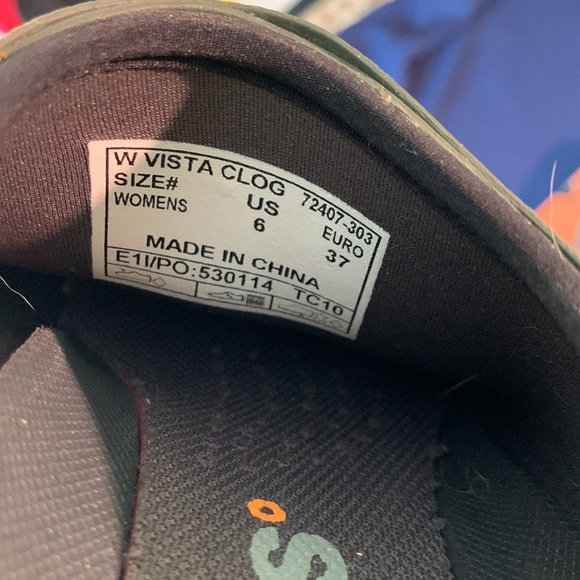 W VISTA CLOG 72407-303
SIZE# US EURO
WOMENS 6 37
MADE IN CHINA
E1I/PO:530114 TC10
S